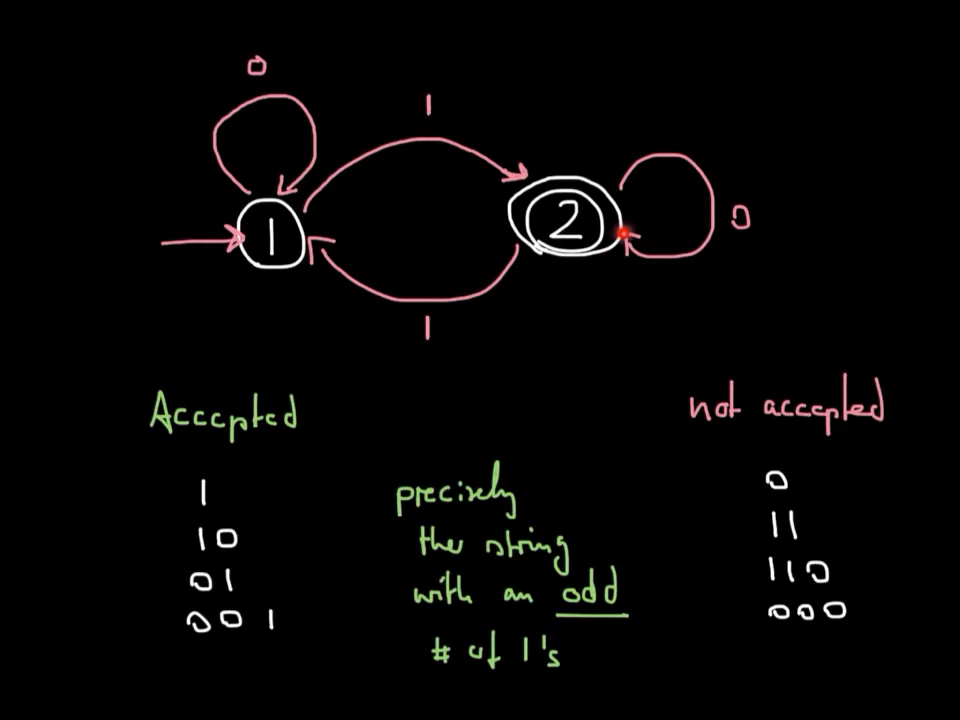 0
1
1
2
0
1
Accepted
not accepted
1
10
01
001
precisely
the string
with an odd
# of 1's
0
11
110
000